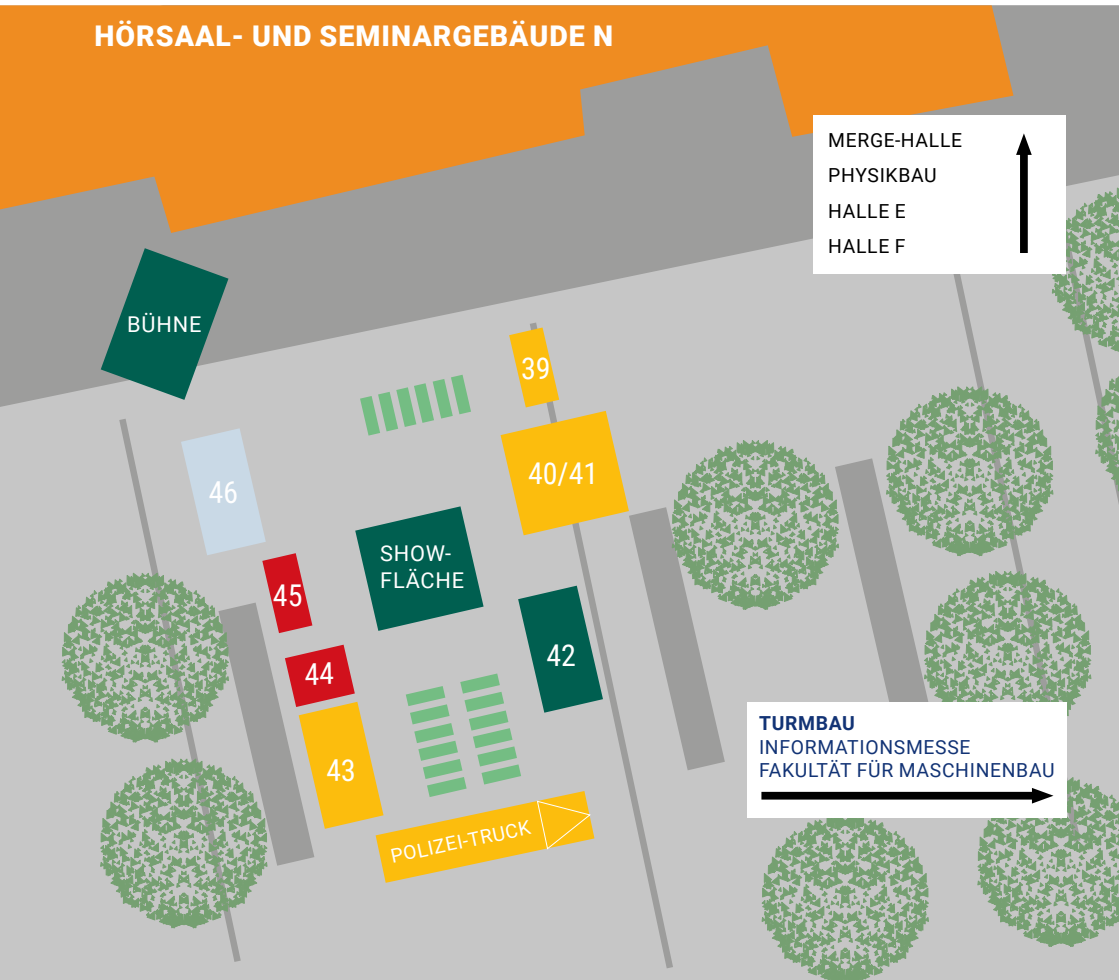 HÖRSAAL- UND SEMINARGEBÄUDE N
MERGE-HALLE
PHYSIKBAU
HALLE E
HALLE F
BÜHNE
39
40/41
46
SHOW-
FLÄCHE
45
42
44
43
TURMBAU
INFORMATIONSMESSE
FAKULTÄT FÜR MASCHINENBAU
POLIZEI-TRUCK